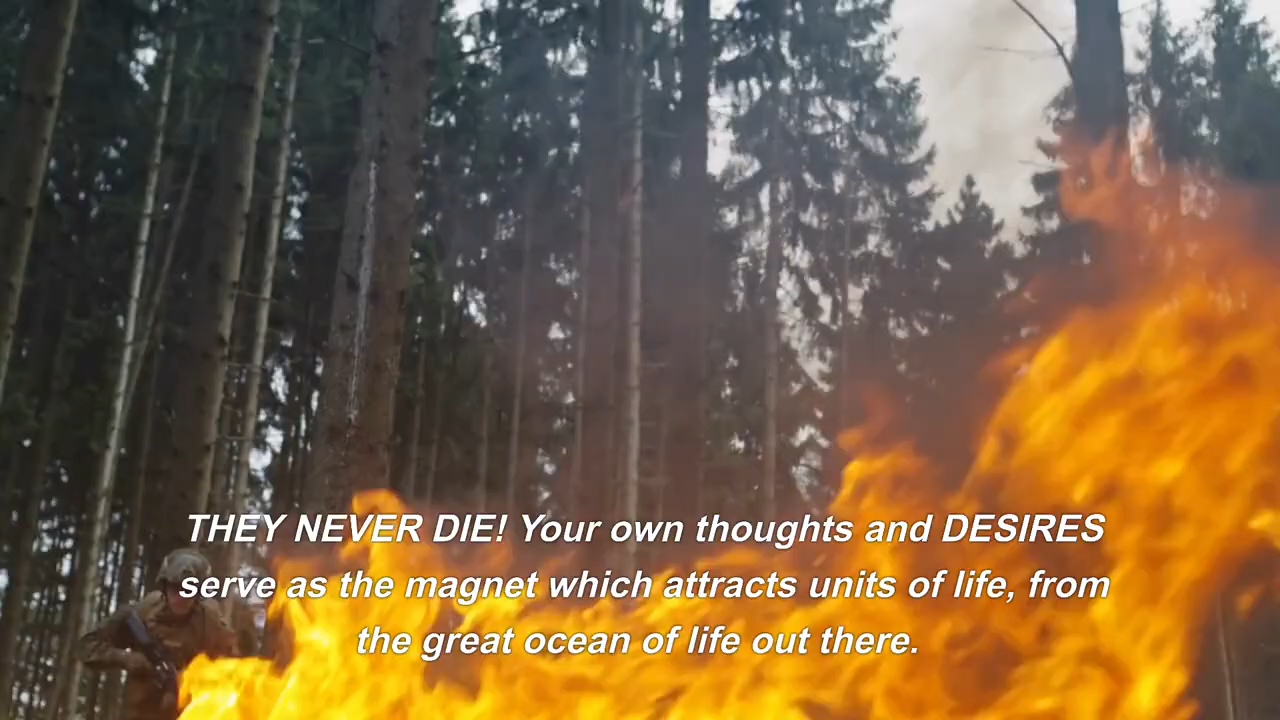 THEY NEVER DIE! Your own thoughts and DESIRES
serve as the magnet which attracts units of life, from
the great ocean of life out there.